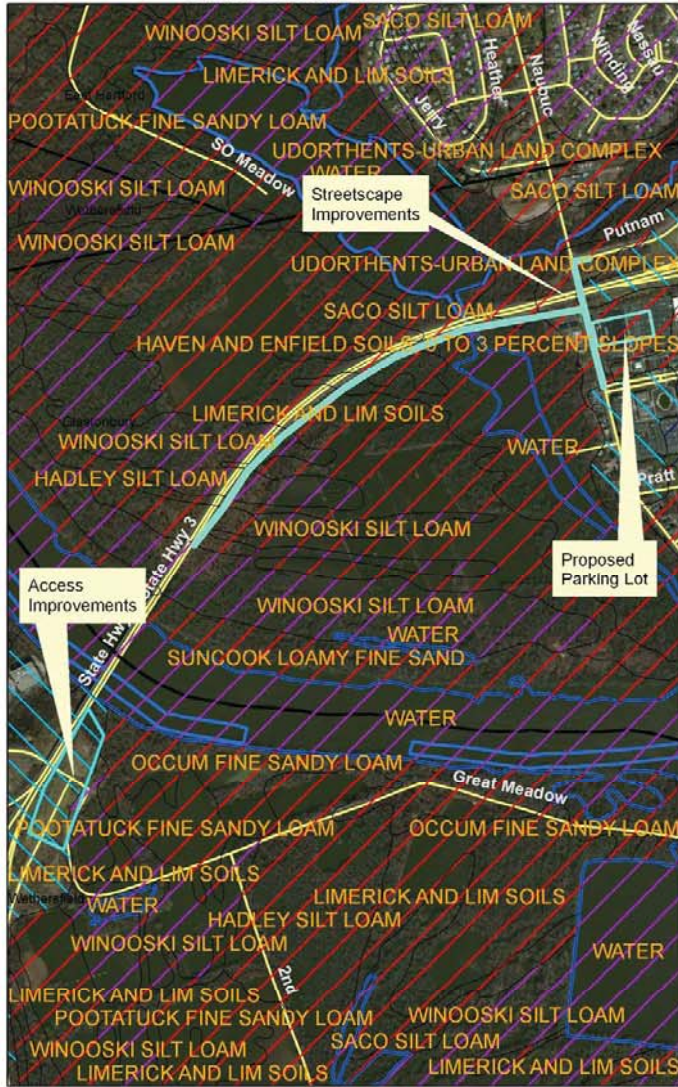 SACO SILT LOAM
WINOOSKI SILT LOAM
Nassau
Winding
Heather
Naubuc
LIMERICK AND LIM SOILS
Jerry
East Hartford
POOTATUCK FINE SANDY LOAM
SO Meadow
UDORTHENTS-URBAN LAND COMPLEX
WATER
WINOOSKI SILT LOAM
Streetscape
Improvements
SACO SILT LOAM
Wethersfield
Putnam
WINOOSKI SILT LOAM
UDORTHENTS-URBAN LAND COMPLEX
SACO SILT LOAM
HAVEN AND ENFIELD SOILS, 0 TO 3 PERCENT SLOPES
LIMERICK AND LIM SOILS
Glastonbury
WINOOSKI SILT LOAM
WATER
HADLEY SILT LOAM
Pratt
WINOOSKI SILT LOAM
State Hwy 3
Proposed
Parking Lot
Access
Improvements
WINOOSKI SILT LOAM
WATER
SUNCOOK LOAMY FINE SAND
State Hwy
WATER
OCCUM FINE SANDY LOAM
Great Meadow
POOTATUCK FINE SANDY LOAM
OCCUM FINE SANDY LOAM
LIMERICK AND LIM SOILS
Wethersfield
WATER
LIMERICK AND LIM SOILS
HADLEY SILT LOAM
WINOOSKI SILT LOAM
WATER
2nd
LIMERICK AND LIM SOILS
POOTATUCK FINE SANDY LOAM
WINOOSKI SILT LOAM
SACO SILT LOAM
WINOOSKI SILT LOAM
LIMERICK AND LIM SOILS
LIMERICK AND LIM SOILS